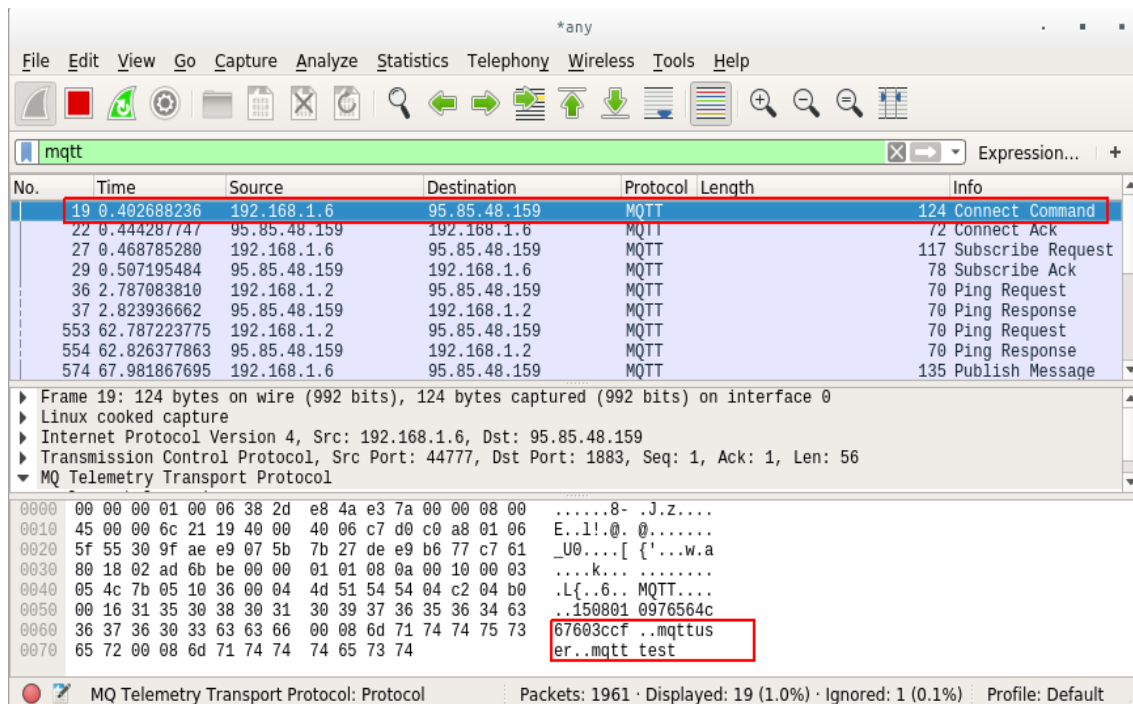 *any
File Edit View Go Capture Analyze Statistics Telephony Wireless Tools Help
mqtt Expression... +
No. Time Source Destination Protocol Length Info
19 0.402688236 192.168.1.6 95.85.48.159 MQTT 124 Connect Command
22 0.444287747 95.85.48.159 192.168.1.6 MQTT 72 Connect Ack
27 0.468785280 192.168.1.6 95.85.48.159 MQTT 117 Subscribe Request
29 0.507195484 95.85.48.159 192.168.1.6 MQTT 78 Subscribe Ack
36 2.787083810 192.168.1.2 95.85.48.159 MQTT 70 Ping Request
37 2.823936662 95.85.48.159 192.168.1.2 MQTT 70 Ping Response
553 62.787223775 192.168.1.2 95.85.48.159 MQTT 70 Ping Request
554 62.826377863 95.85.48.159 192.168.1.2 MQTT 70 Ping Response
574 67.981867695 192.168.1.6 95.85.48.159 MQTT 135 Publish Message
Frame 19: 124 bytes on wire (992 bits), 124 bytes captured (992 bits) on interface 0
Linux cooked capture
Internet Protocol Version 4, Src: 192.168.1.6, Dst: 95.85.48.159
Transmission Control Protocol, Src Port: 44777, Dst Port: 1883, Seq: 1, Ack: 1, Len: 56
MQ Telemetry Transport Protocol
0000 00 00 00 01 00 06 38 2d e8 4a e3 7a 00 00 08 00 ......8- .J.z....
0010 45 00 00 6c 21 19 40 00 40 06 c7 d0 c0 a8 01 06 E..l!.@. @.......
0020 5f 55 30 9f ae e9 07 5b 7b 27 de e9 b6 77 c7 61 _U0....[ {'...w.a
0030 80 18 02 ad 6b be 00 00 01 01 08 0a 00 10 00 03 ....k... ........
0040 05 4c 7b 05 10 36 00 04 4d 51 54 54 04 c2 04 b0 .L{..6.. MQTT....
0050 00 16 31 35 30 38 30 31 30 39 37 36 35 36 34 63 ..150801 0976564c
0060 36 37 36 30 33 63 63 66 00 08 6d 71 74 74 75 73 67603ccf ..mqttus
0070 65 72 00 08 6d 71 74 74 74 65 73 74 er..mqtt test
MQ Telemetry Transport Protocol: Protocol Packets: 1961 · Displayed: 19 (1.0%) · Ignored: 1 (0.1%) Profile: Default